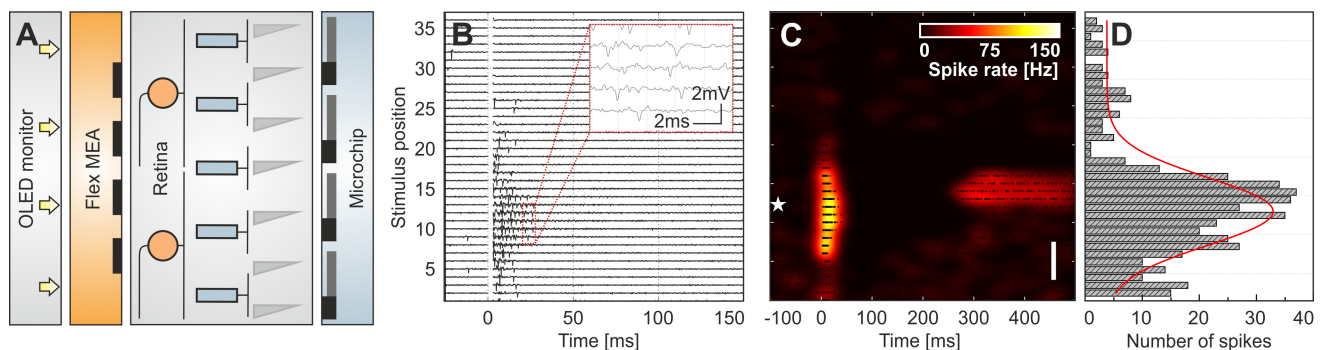 A
OLED monitor
Flex MEA
Retina
Microchip
B
Stimulus position
35
30
25
20
15
10
5
2mV
2ms
0 50 100 150
Time [ms]
C
0 75 150
Spike rate [Hz]
-100 0 100 200 300 400
Time [ms]
D
0 10 20 30 40
Number of spikes